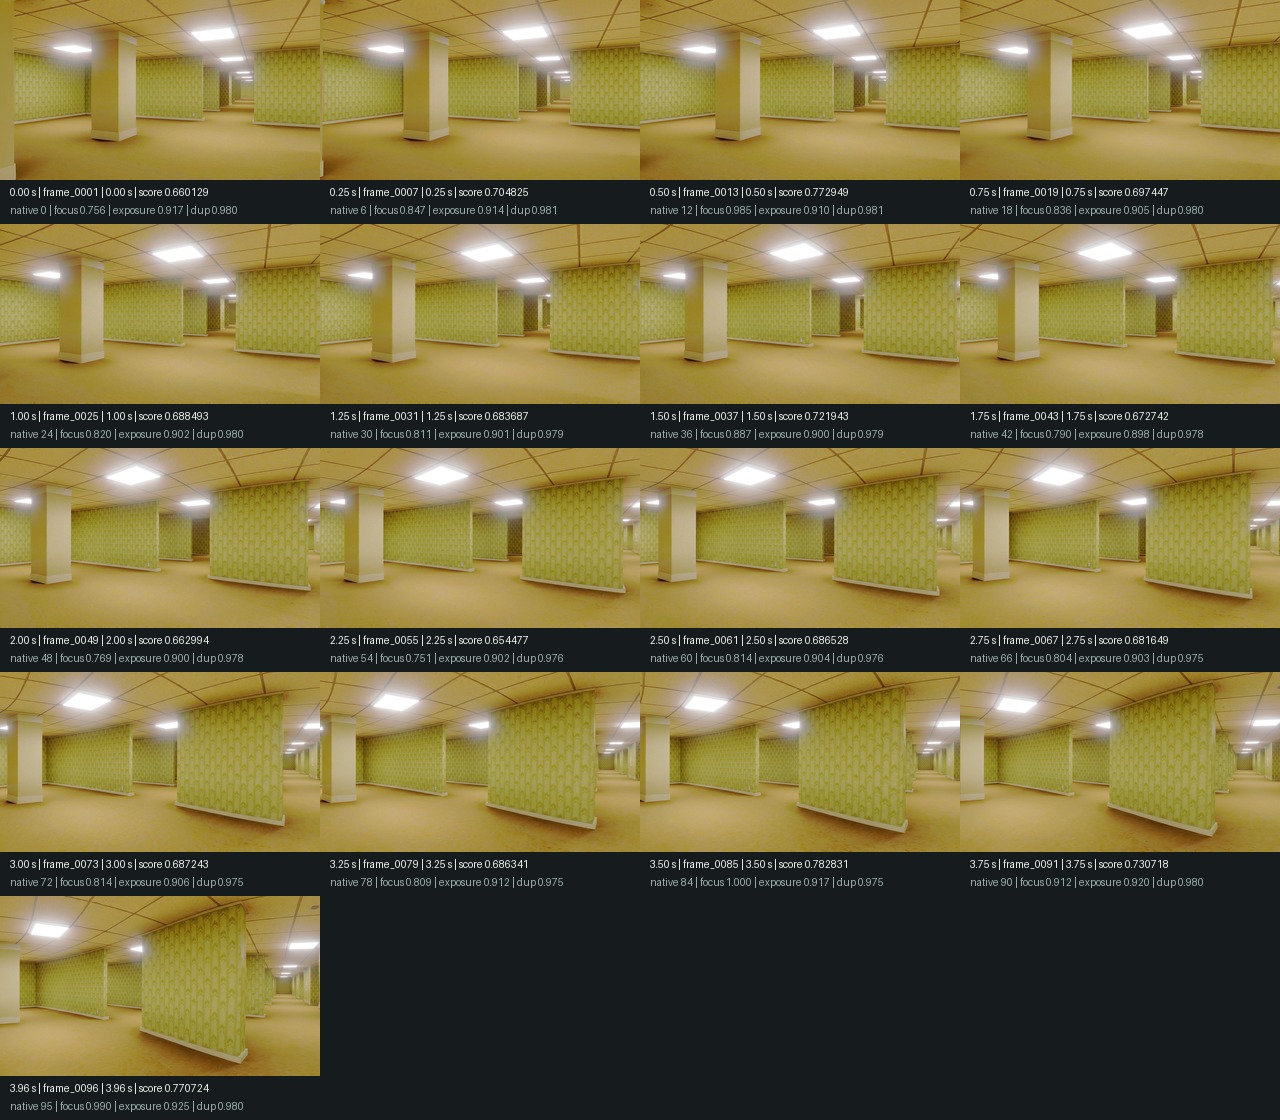 0.00 s | frame_0001 | 0.00 s | score 0.660129
native 0 | focus 0.756 | exposure 0.917 | dup 0.980
0.25 s | frame_0007 | 0.25 s | score 0.704825
native 6 | focus 0.847 | exposure 0.914 | dup 0.981
0.50 s | frame_0013 | 0.50 s | score 0.772949
native 12 | focus 0.985 | exposure 0.910 | dup 0.981
0.75 s | frame_0019 | 0.75 s | score 0.697447
native 18 | focus 0.836 | exposure 0.905 | dup 0.980
1.00 s | frame_0025 | 1.00 s | score 0.688493
native 24 | focus 0.820 | exposure 0.902 | dup 0.980
1.25 s | frame_0031 | 1.25 s | score 0.683687
native 30 | focus 0.811 | exposure 0.901 | dup 0.979
1.50 s | frame_0037 | 1.50 s | score 0.721943
native 36 | focus 0.887 | exposure 0.900 | dup 0.979
1.75 s | frame_0043 | 1.75 s | score 0.672742
native 42 | focus 0.790 | exposure 0.898 | dup 0.978
2.00 s | frame_0049 | 2.00 s | score 0.662994
native 48 | focus 0.769 | exposure 0.900 | dup 0.978
2.25 s | frame_0055 | 2.25 s | score 0.654477
native 54 | focus 0.751 | exposure 0.902 | dup 0.976
2.50 s | frame_0061 | 2.50 s | score 0.686528
native 60 | focus 0.814 | exposure 0.904 | dup 0.976
2.75 s | frame_0067 | 2.75 s | score 0.681649
native 66 | focus 0.804 | exposure 0.903 | dup 0.975
3.00 s | frame_0073 | 3.00 s | score 0.687243
native 72 | focus 0.814 | exposure 0.906 | dup 0.975
3.25 s | frame_0079 | 3.25 s | score 0.686341
native 78 | focus 0.809 | exposure 0.912 | dup 0.975
3.50 s | frame_0085 | 3.50 s | score 0.782831
native 84 | focus 1.000 | exposure 0.917 | dup 0.975
3.75 s | frame_0091 | 3.75 s | score 0.730718
native 90 | focus 0.912 | exposure 0.920 | dup 0.980
3.96 s | frame_0096 | 3.96 s | score 0.770724
native 95 | focus 0.990 | exposure 0.925 | dup 0.980